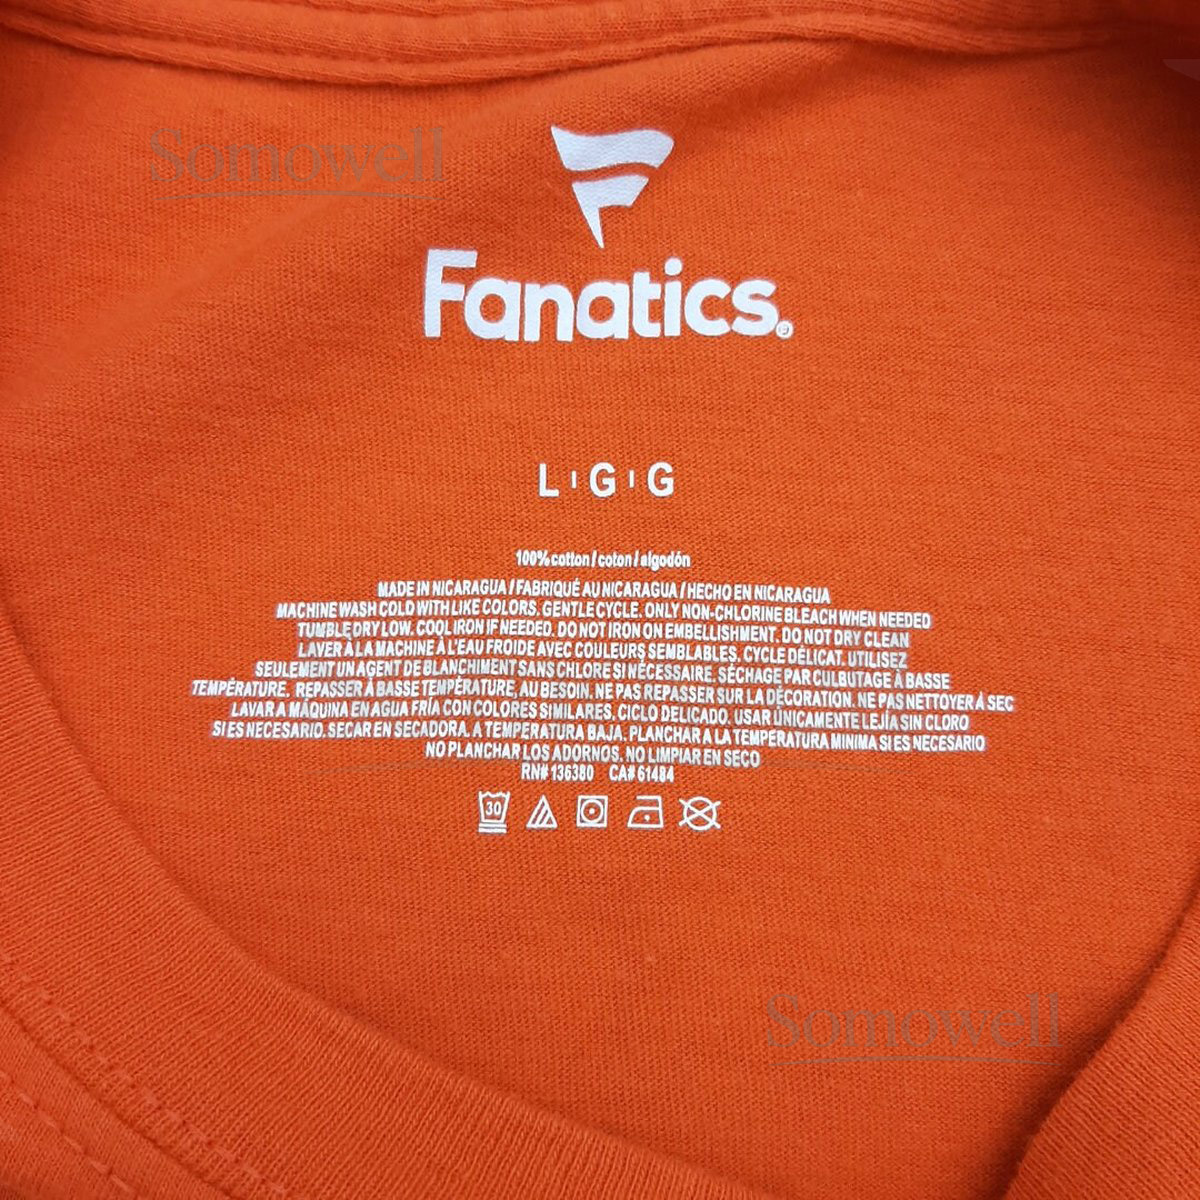 Somowell
Fanatics®
L | G | G
100% cotton / coton / algodón
MADE IN NICARAGUA / FABRIQUÉ AU NICARAGUA / HECHO EN NICARAGUA
MACHINE WASH COLD WITH LIKE COLORS. GENTLE CYCLE. ONLY NON-CHLORINE BLEACH WHEN NEEDED
TUMBLE DRY LOW. COOL IRON IF NEEDED. DO NOT IRON ON EMBELLISHMENT. DO NOT DRY CLEAN
LAVER À LA MACHINE À L'EAU FROIDE AVEC COULEURS SEMBLABLES. CYCLE DÉLICAT. UTILISEZ
SEULEMENT UN AGENT DE BLANCHIMENT SANS CHLORE SI NÉCESSAIRE. SÉCHAGE PAR CULBUTAGE À BASSE
TEMPÉRATURE. REPASSER À BASSE TEMPÉRATURE, AU BESOIN. NE PAS REPASSER SUR LA DÉCORATION. NE PAS NETTOYER À SEC
LAVAR A MÁQUINA EN AGUA FRÍA CON COLORES SIMILARES. CICLO DELICADO. USAR ÚNICAMENTE LEJÍA SIN CLORO
SI ES NECESARIO. SECAR EN SECADORA. A TEMPERATURA BAJA. PLANCHAR A LA TEMPERATURA MINIMA SI ES NECESARIO
NO PLANCHAR LOS ADORNOS. NO LIMPIAR EN SECO
RN# 136380 CA# 61484
30
Somowell